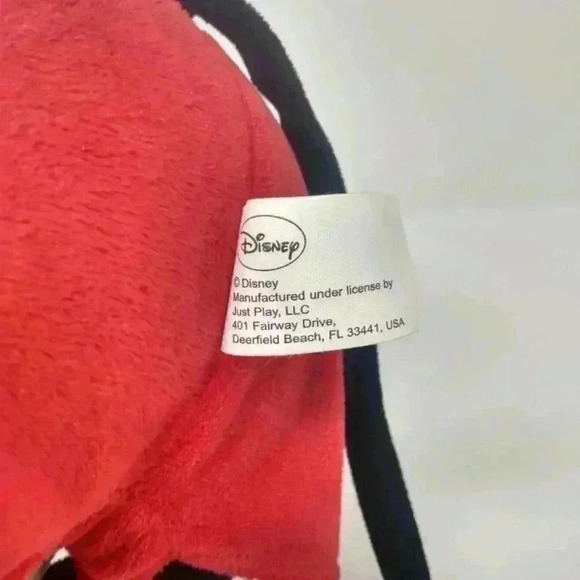 Disney
© Disney
Manufactured under license by
Just Play, LLC
401 Fairway Drive,
Deerfield Beach, FL 33441, USA